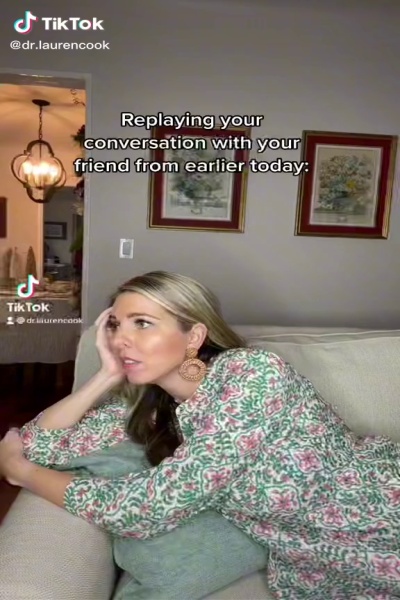 TikTok
@dr.laurencook
Replaying your
conversation with your
friend from earlier today:
TikTok
@dr.laurencook